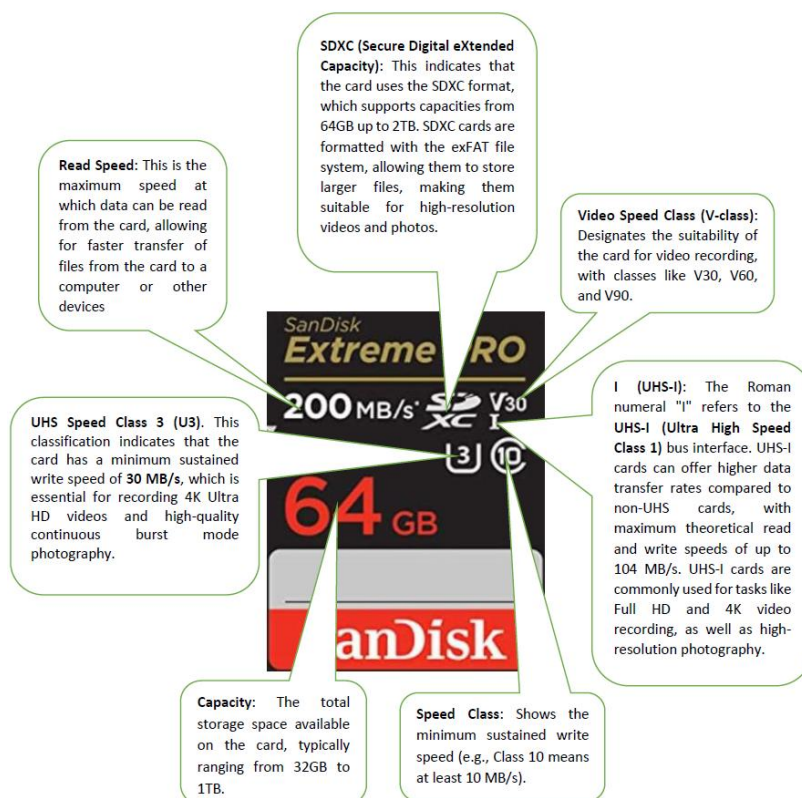 SDXC (Secure Digital eXtended
Capacity): This indicates that
the card uses the SDXC format,
which supports capacities from
64GB up to 2TB. SDXC cards are
formatted with the exFAT file
system, allowing them to store
larger files, making them
suitable for high-resolution
videos and photos.
Read Speed: This is the
maximum speed at
which data can be read
from the card, allowing
for faster transfer of
files from the card to a
computer or other
devices
Video Speed Class (V-class):
Designates the suitability of
the card for video recording,
with classes like V30, V60,
and V90.
SanDisk
Extreme PRO
200 MB/s* SD XC V30
I
U3 10
64 GB
SanDisk
UHS Speed Class 3 (U3). This
classification indicates that the
card has a minimum sustained
write speed of 30 MB/s, which is
essential for recording 4K Ultra
HD videos and high-quality
continuous burst mode
photography.
I (UHS-I): The Roman
numeral "I" refers to the
UHS-I (Ultra High Speed
Class 1) bus interface. UHS-I
cards can offer higher data
transfer rates compared to
non-UHS cards, with
maximum theoretical read
and write speeds of up to
104 MB/s. UHS-I cards are
commonly used for tasks like
Full HD and 4K video
recording, as well as high-
resolution photography.
Capacity: The total
storage space available
on the card, typically
ranging from 32GB to
1TB.
Speed Class: Shows the
minimum sustained write
speed (e.g., Class 10 means
at least 10 MB/s).